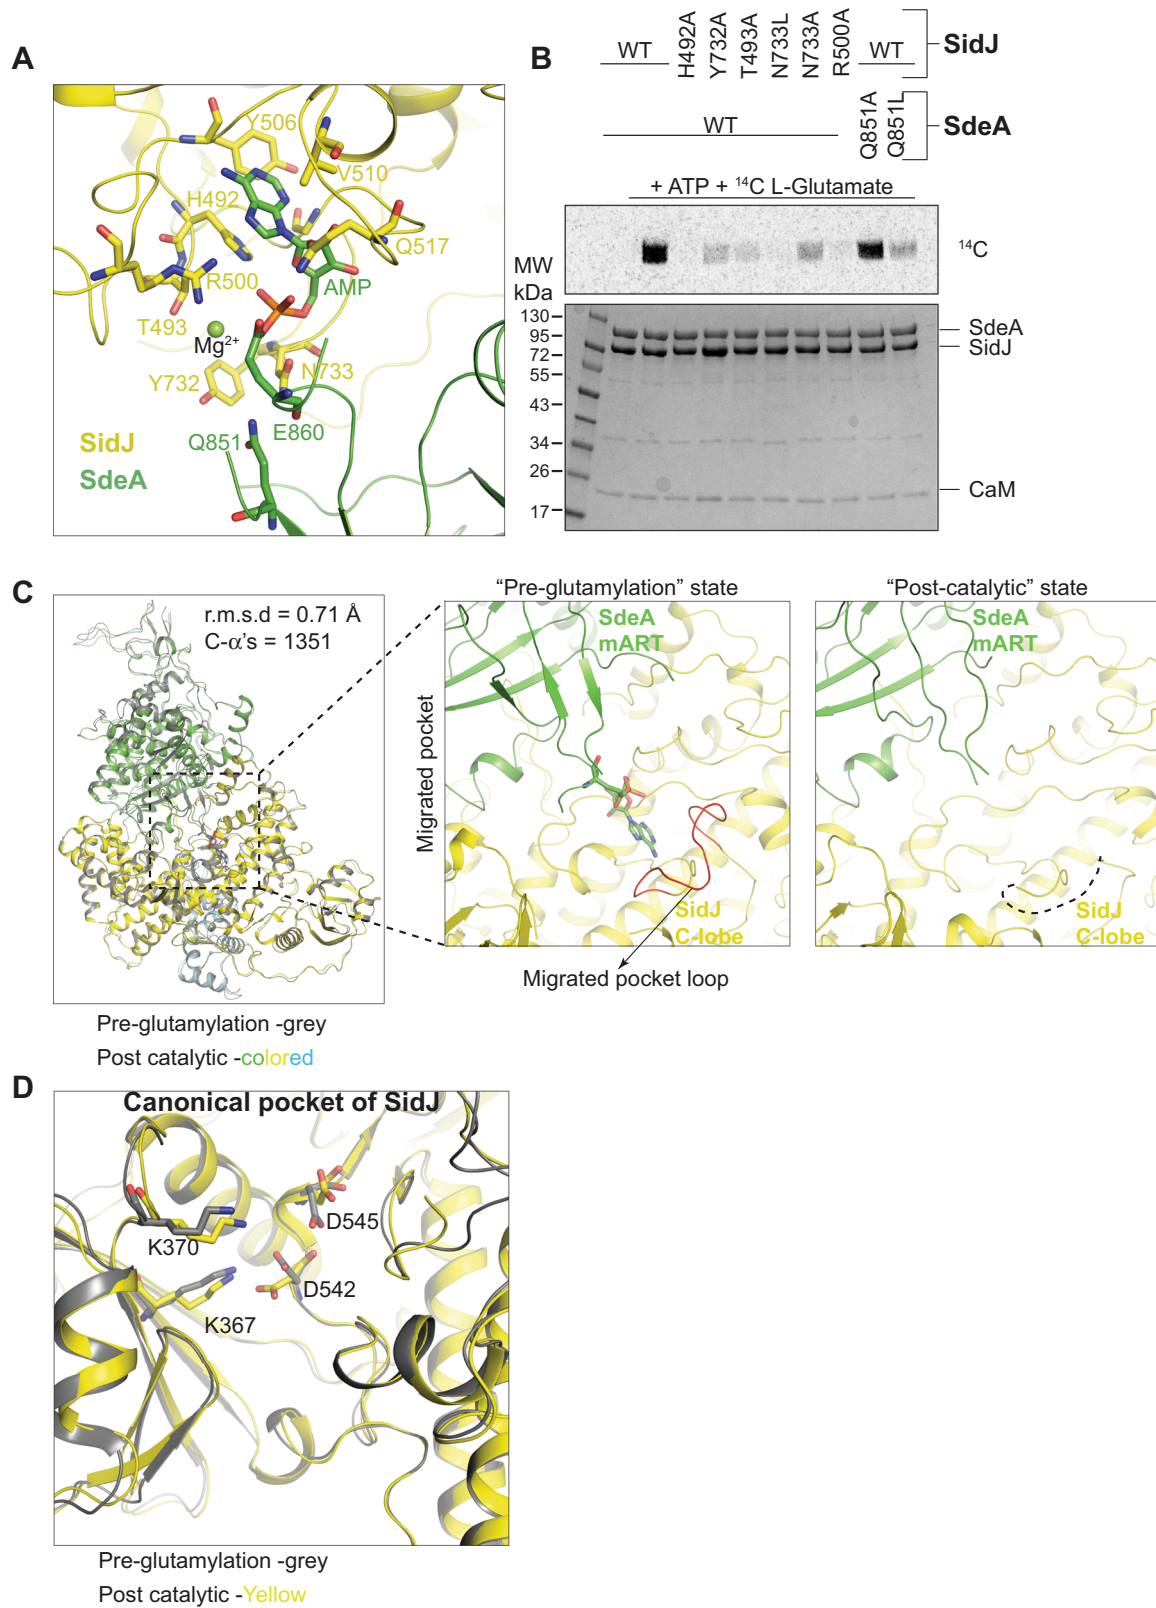 A
Y506
V510
H492
Q517
R500
AMP
T493
Mg²⁺
N733
Y732
E860
Q851
SidJ
SdeA
B
WT
H492A
Y732A
T493A
N733L
N733A
R500A
WT
SidJ
WT
Q851A
Q851L
SdeA
+ ATP + ¹⁴C L-Glutamate
¹⁴C
MW
kDa
130
95
72
55
43
34
26
17
SdeA
SidJ
CaM
C
r.m.s.d = 0.71 Å
C-α's = 1351
Pre-glutamylation -grey
Post catalytic -colored
“Pre-glutamylation” state
SdeA
mART
Migrated pocket
SidJ
C-lobe
Migrated pocket loop
“Post-catalytic” state
SdeA
mART
SidJ
C-lobe
D
Canonical pocket of SidJ
D545
K370
D542
K367
Pre-glutamylation -grey
Post catalytic -Yellow